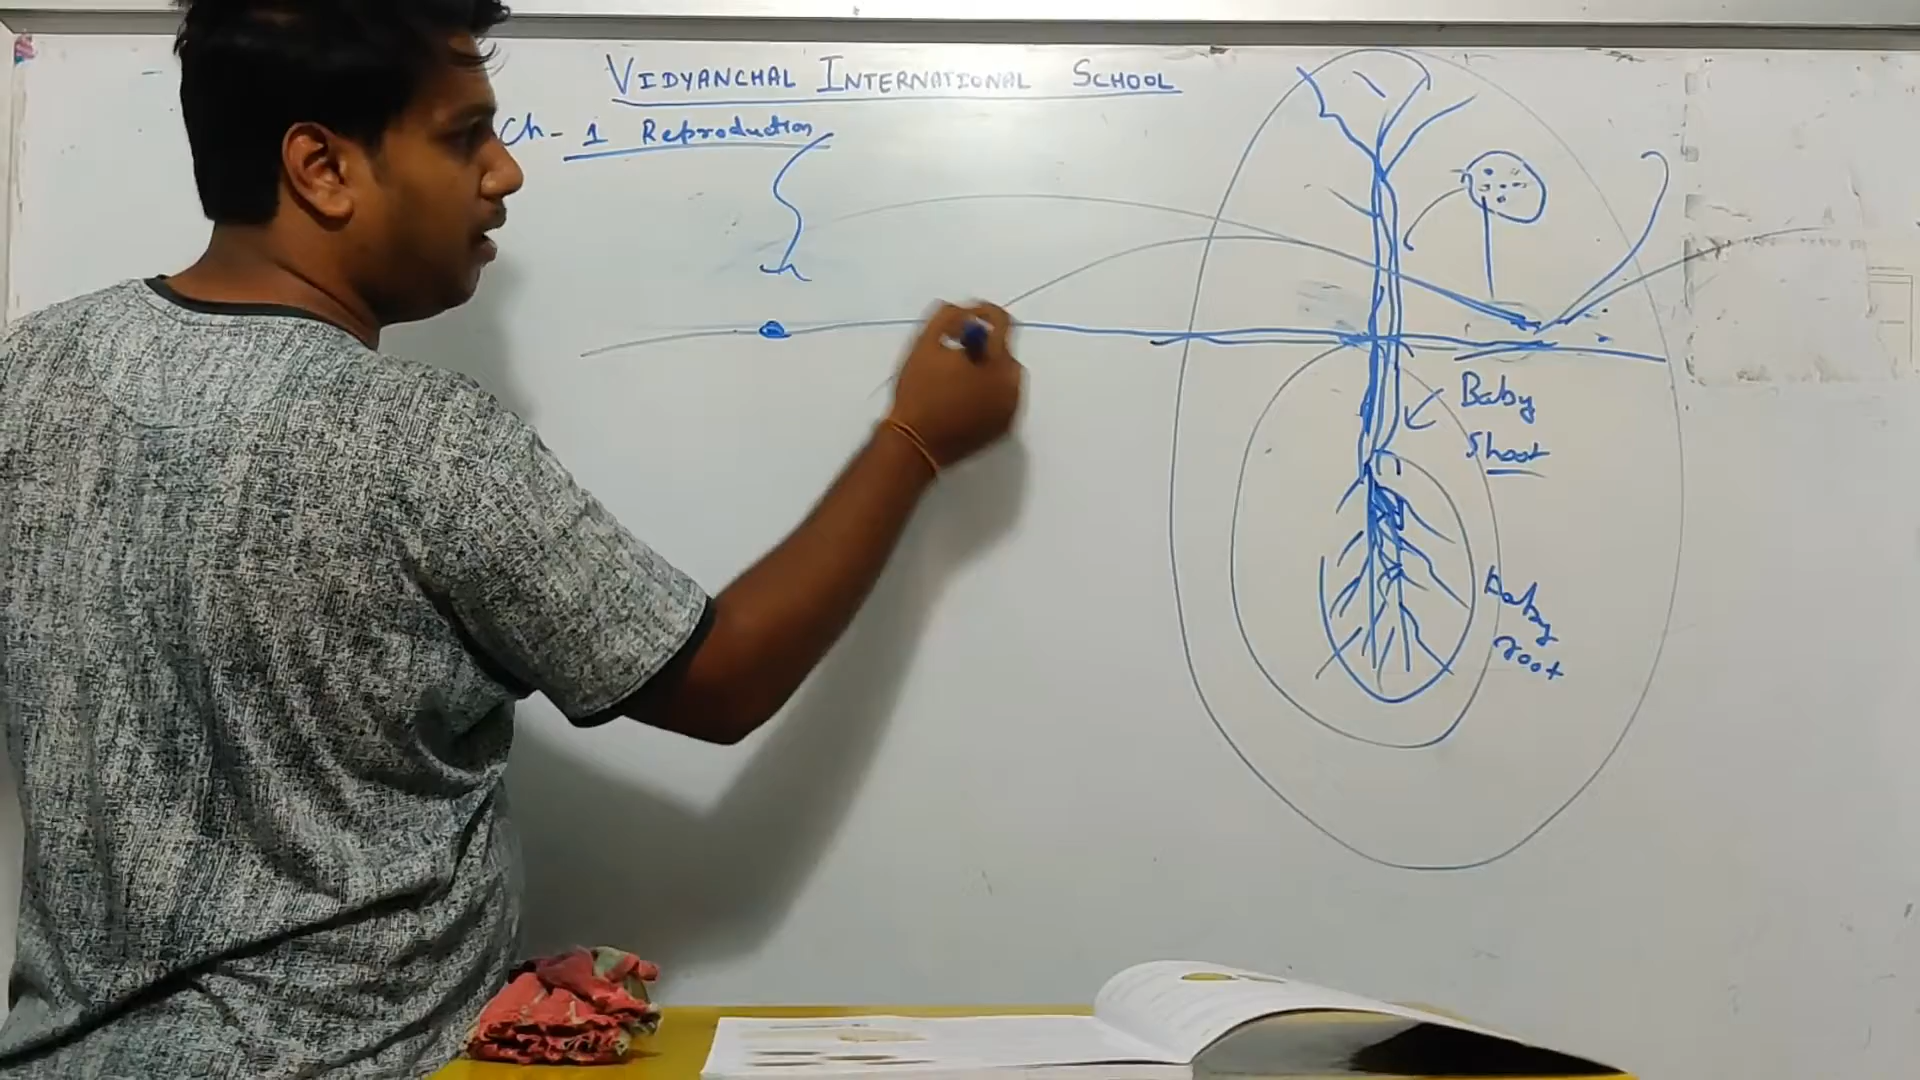 VIDYANCHAL INTERNATIONAL SCHOOL
Ch - 1 Reproduction
Baby
Shoot
Baby
root